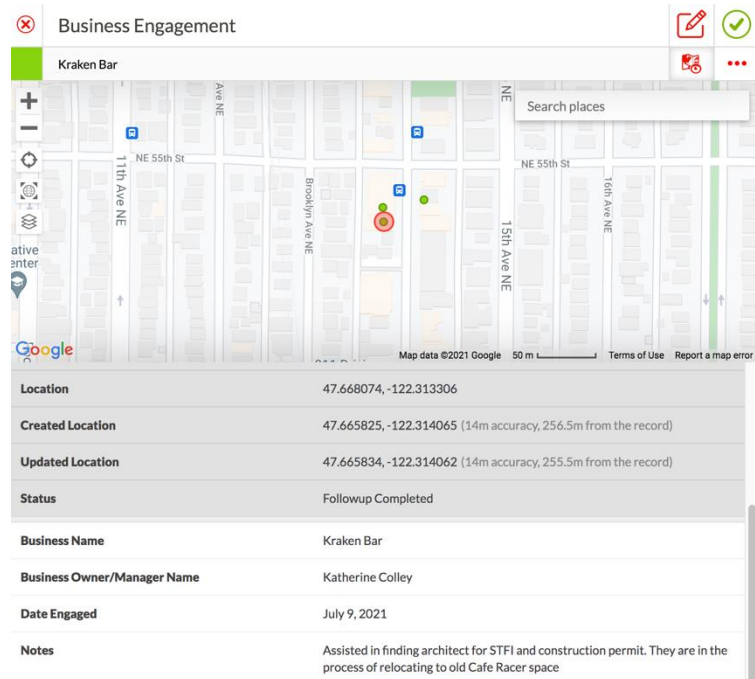 Business Engagement
Kraken Bar
Search places
Ave NE
NE
NE 55th St
NE 55th St
11th Ave NE
Brooklyn Ave NE
15th Ave NE
16th Ave NE
ative
enter
Google
Map data ©2021 Google 50 m Terms of Use Report a map error
Location 47.668074, -122.313306
Created Location 47.665825, -122.314065 (14m accuracy, 256.5m from the record)
Updated Location 47.665834, -122.314062 (14m accuracy, 255.5m from the record)
Status Followup Completed
Business Name Kraken Bar
Business Owner/Manager Name Katherine Colley
Date Engaged July 9, 2021
Notes Assisted in finding architect for STFI and construction permit. They are in the
process of relocating to old Cafe Racer space